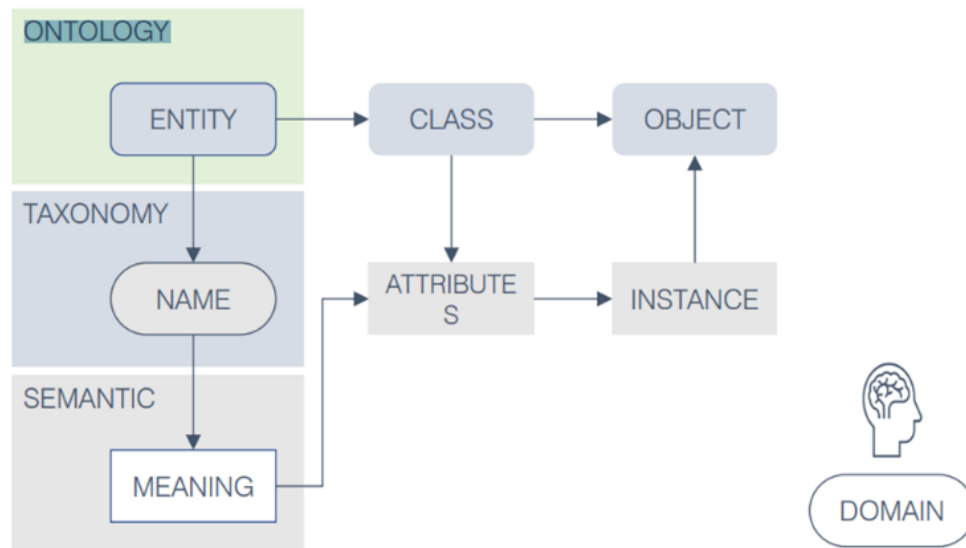 ONTOLOGY
ENTITY
CLASS
OBJECT
TAXONOMY
NAME
ATTRIBUTE
S
INSTANCE
SEMANTIC
MEANING
DOMAIN